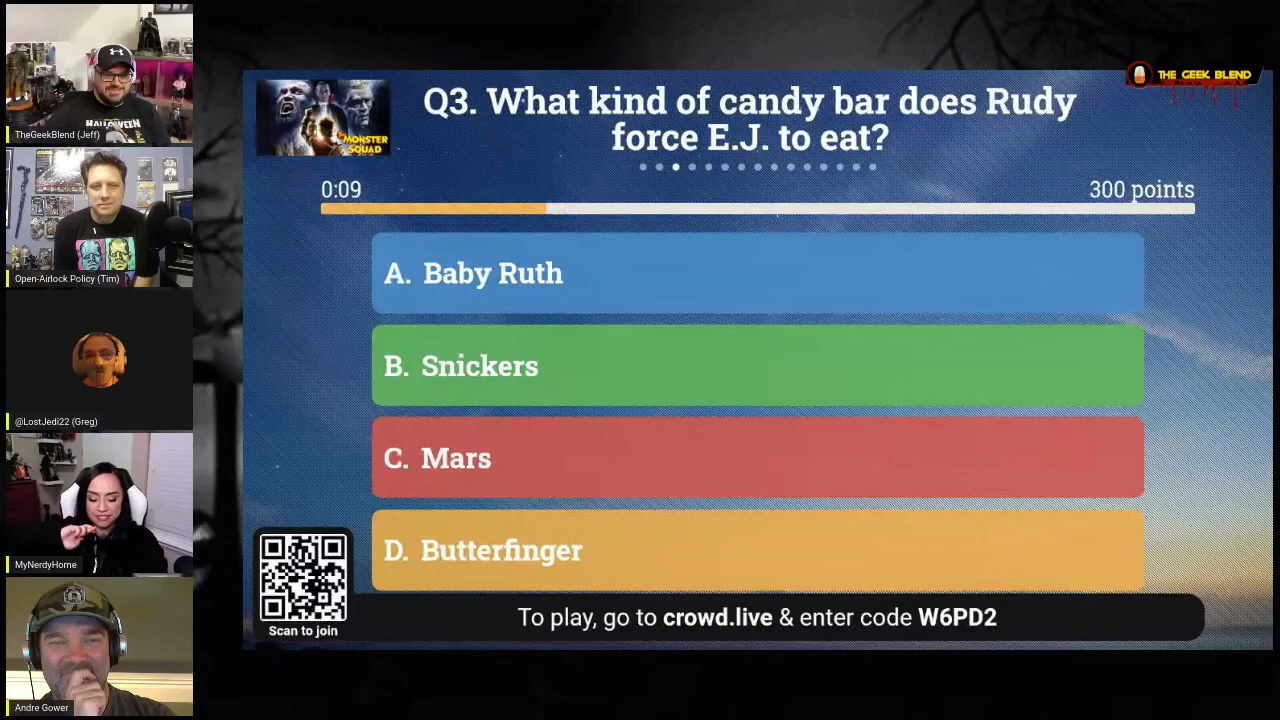 TheGeekBlend (Jeff)
Open-Airlock Policy (Tim)
@LostJedi22 (Greg)
MyNerdyHome
Andre Gower
HALLOWEEN
MONSTER
SQUAD
THE GEEK BLEND
Q3. What kind of candy bar does Rudy
force E.J. to eat?
0:09
300 points
A. Baby Ruth
B. Snickers
C. Mars
D. Butterfinger
Scan to join
To play, go to crowd.live & enter code W6PD2